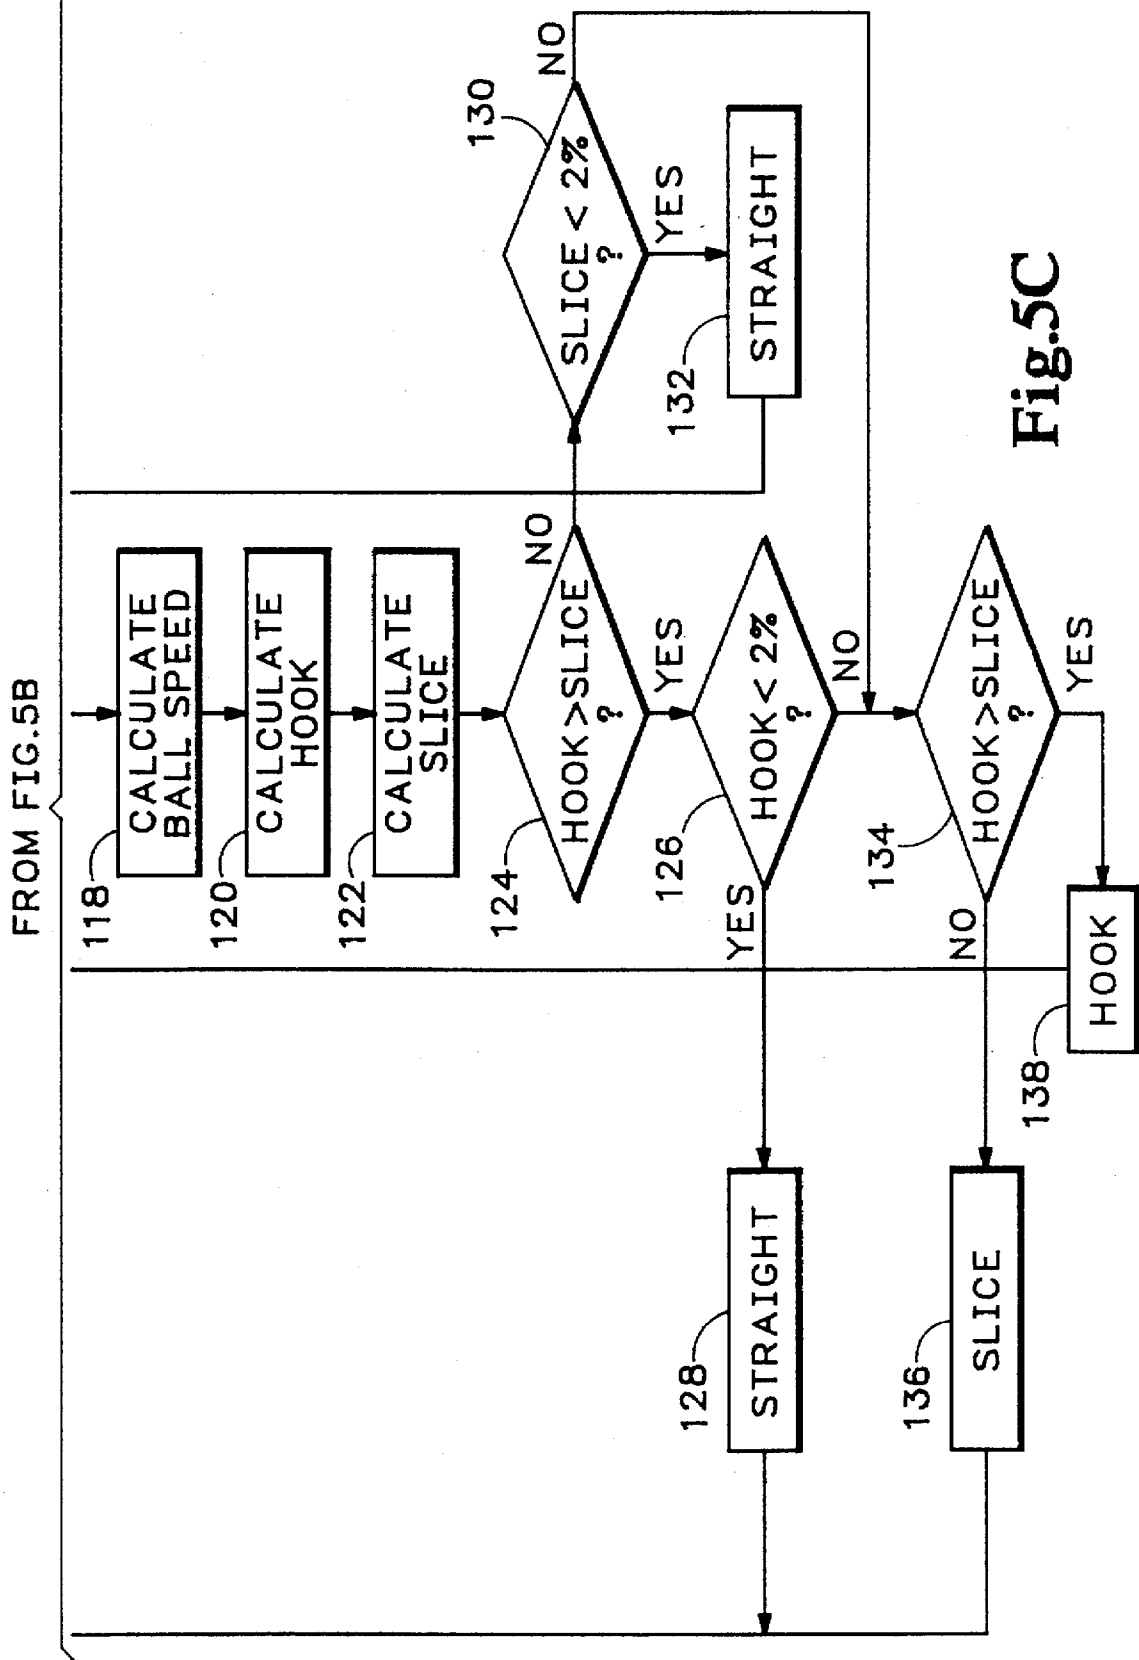 FROM FIG.5B
118
CALCULATE
BALL SPEED
120
CALCULATE
HOOK
122
CALCULATE
SLICE
124
HOOK>SLICE
?
NO
YES
130
SLICE<2%
?
NO
YES
132
STRAIGHT
126
HOOK<2%
?
YES
NO
128
STRAIGHT
134
HOOK>SLICE
?
NO
YES
136
SLICE
138
HOOK
Fig.5C